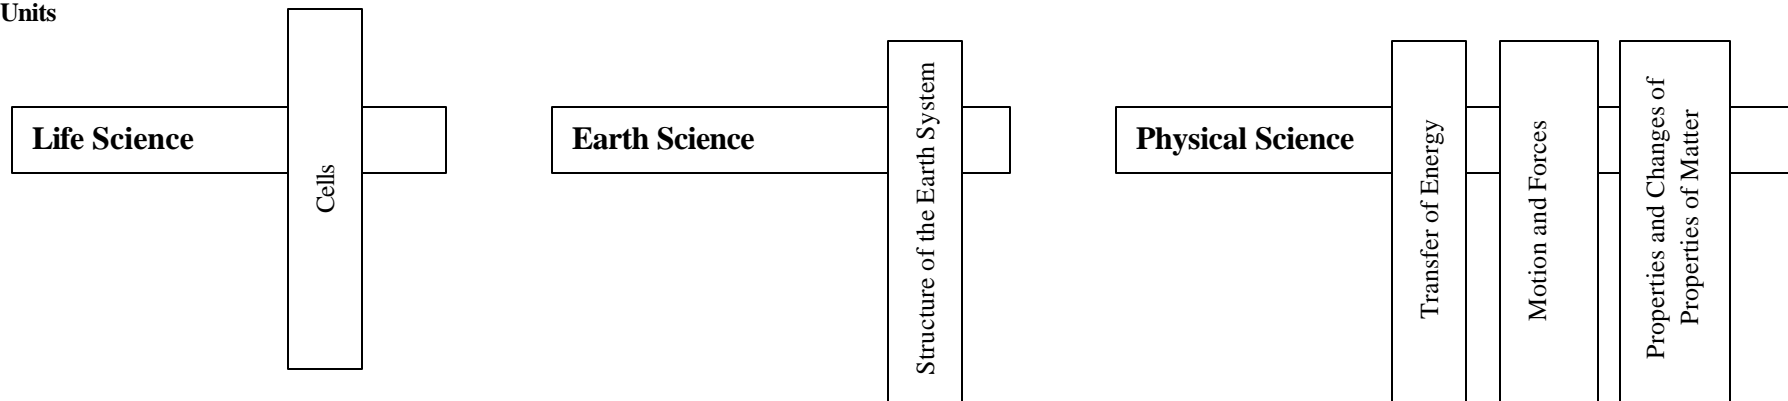 Units
Life Science
Cells
Earth Science
Structure of the Earth System
Physical Science
Transfer of Energy
Motion and Forces
Properties and Changes of
Properties of Matter